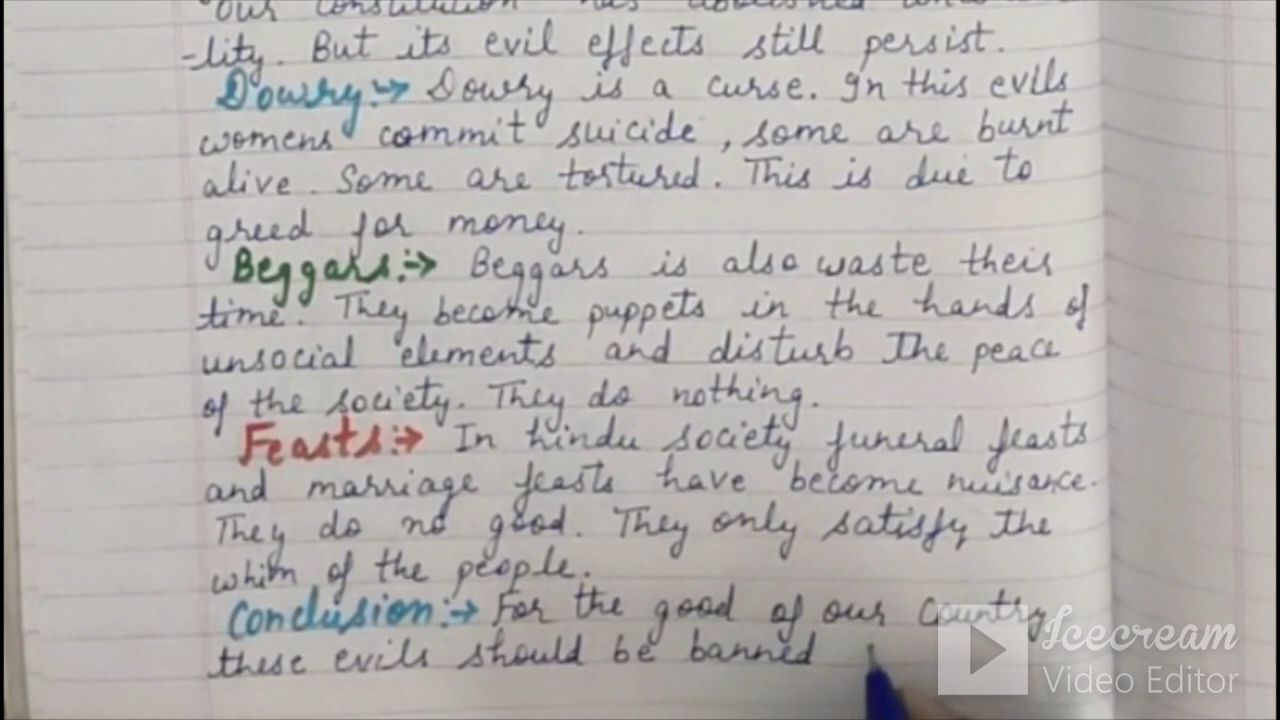 Our constitution has abolished
-lity. But its evil effects still persist.
Dowry:→ Dowry is a curse. In this evils
womens commit suicide, some are burnt
alive. Some are tortured. This is due to
greed for money.
Beggars:→ Beggars is also waste their
time. They become puppets in the hands of
unsocial elements and disturb The peace
of the society. They do nothing.
Feasts:→ In hindu society funeral feasts
and marriage feasts have become nuisance.
They do no good. They only satisfy the
whim of the people.
Conclusion:→ For the good of our Country
these evils should be banned
Icecream
Video Editor